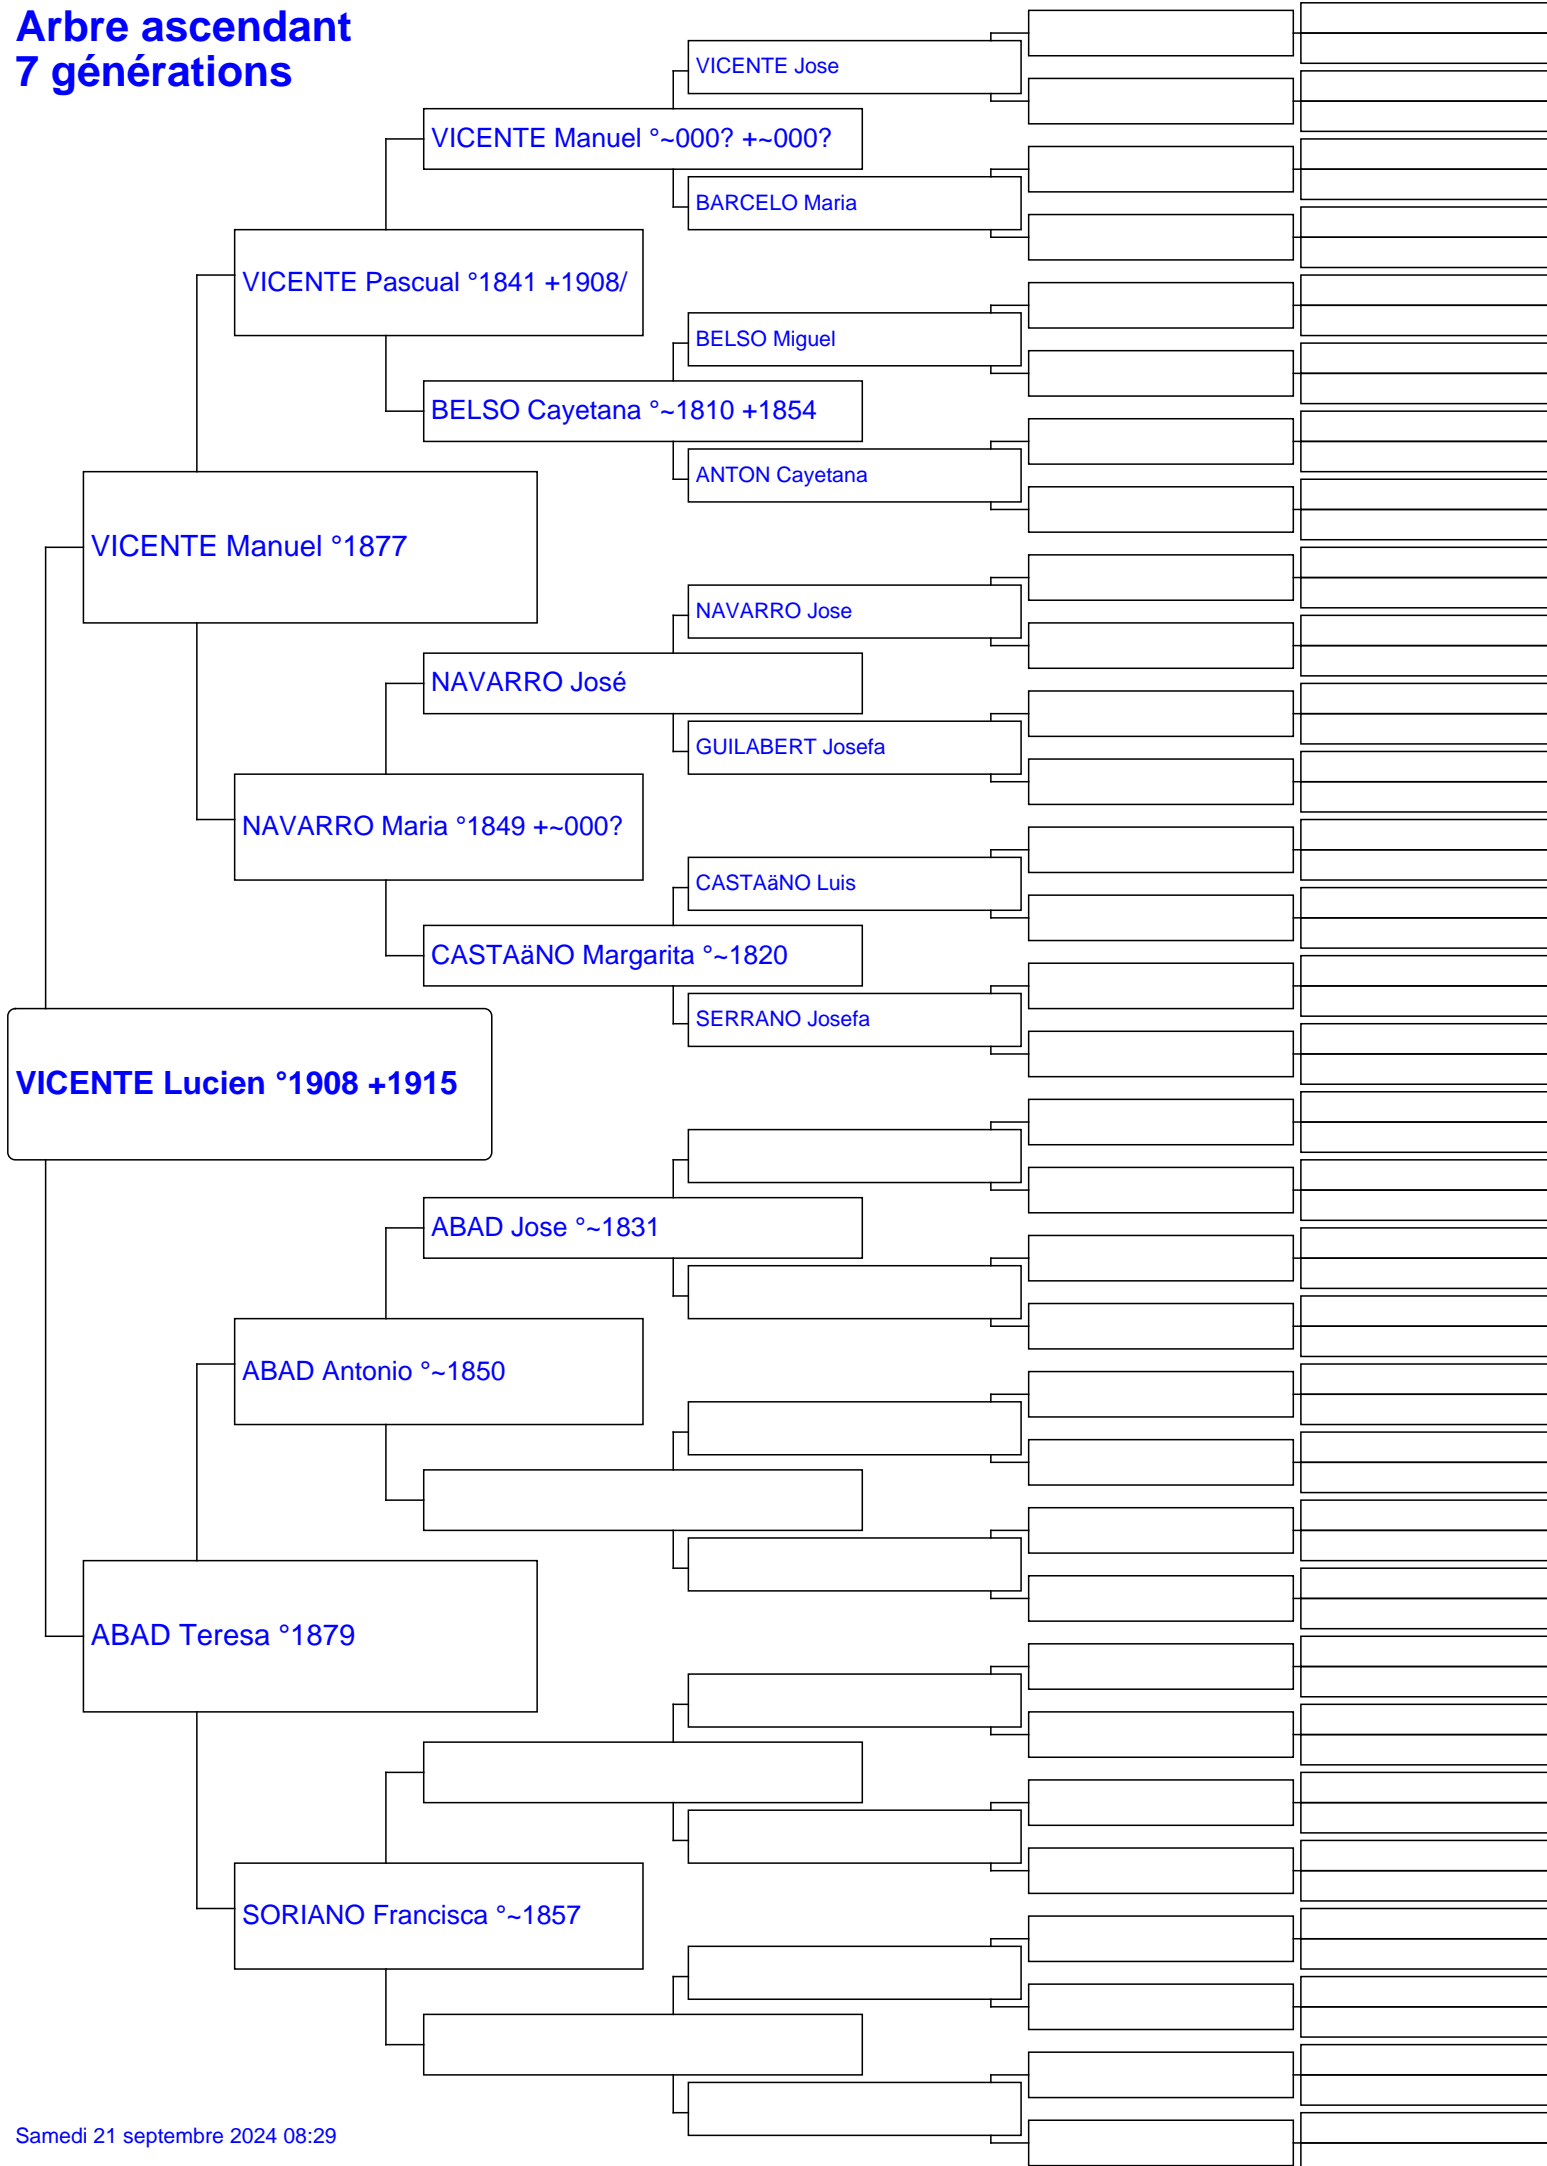 Arbre ascendant
7 générations
VICENTE Jose
VICENTE Manuel °~000? +~000?
BARCELO Maria
VICENTE Pascual °1841 +1908/
BELSO Miguel
BELSO Cayetana °~1810 +1854
ANTON Cayetana
VICENTE Manuel °1877
NAVARRO Jose
NAVARRO José
GUILABERT Josefa
NAVARRO Maria °1849 +~000?
CASTAäNO Luis
CASTAäNO Margarita °~1820
SERRANO Josefa
VICENTE Lucien °1908 +1915
ABAD Jose °~1831
ABAD Antonio °~1850
ABAD Teresa °1879
SORIANO Francisca °~1857
Samedi 21 septembre 2024 08:29